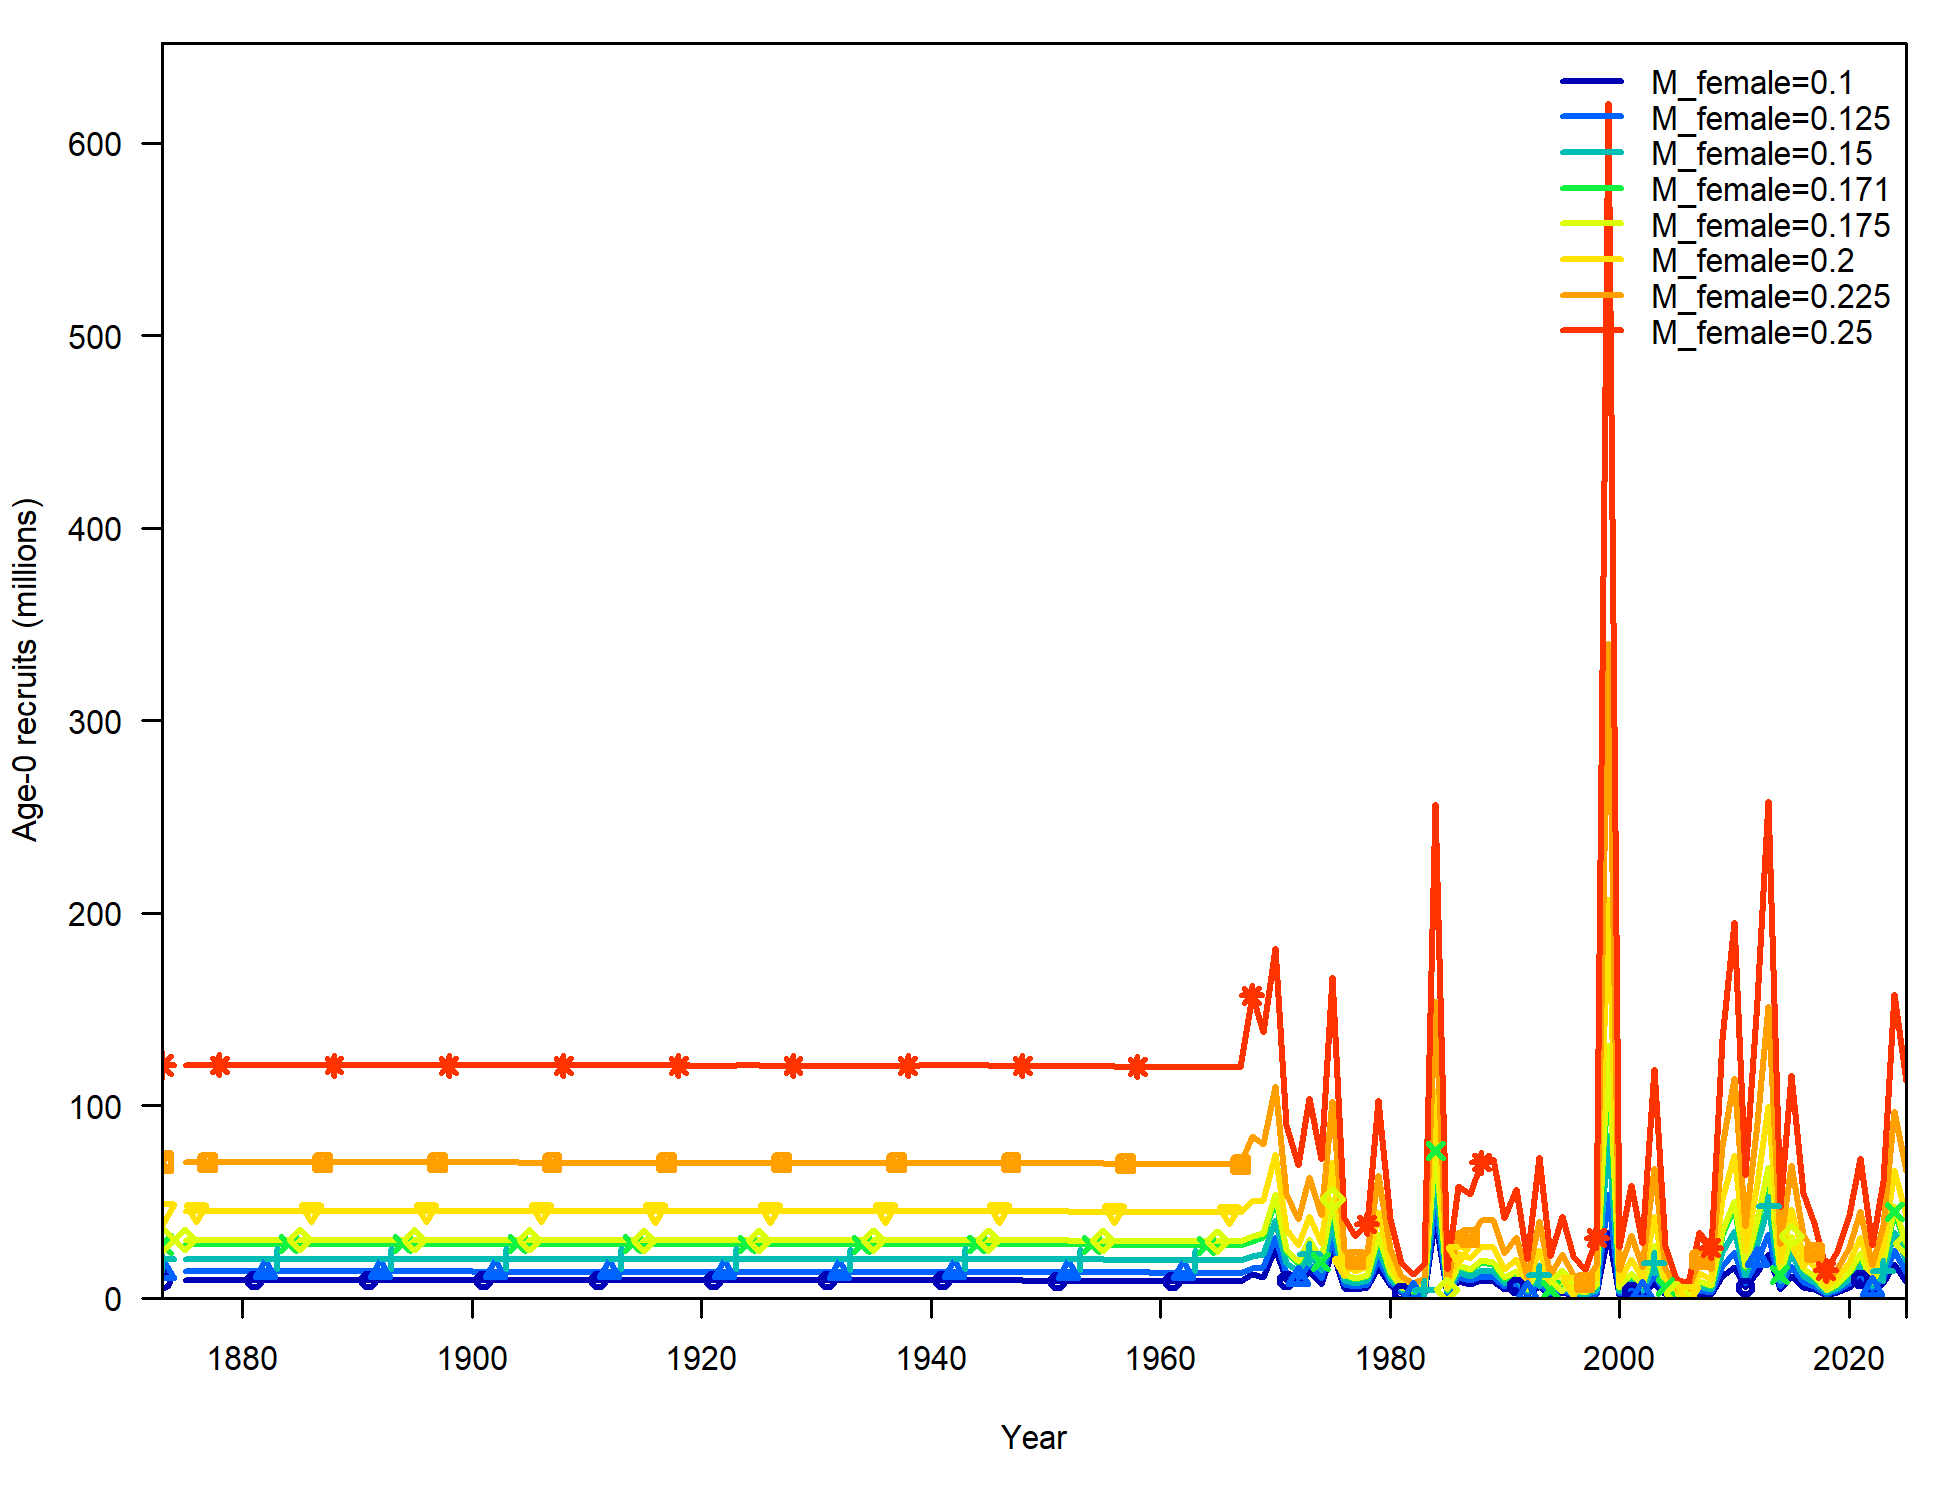 M_female=0.1
M_female=0.125
M_female=0.15
M_female=0.171
M_female=0.175
M_female=0.2
M_female=0.225
M_female=0.25
600
500
400
300
200
100
0
Age-0 recruits (millions)
1880 1900 1920 1940 1960 1980 2000 2020
Year